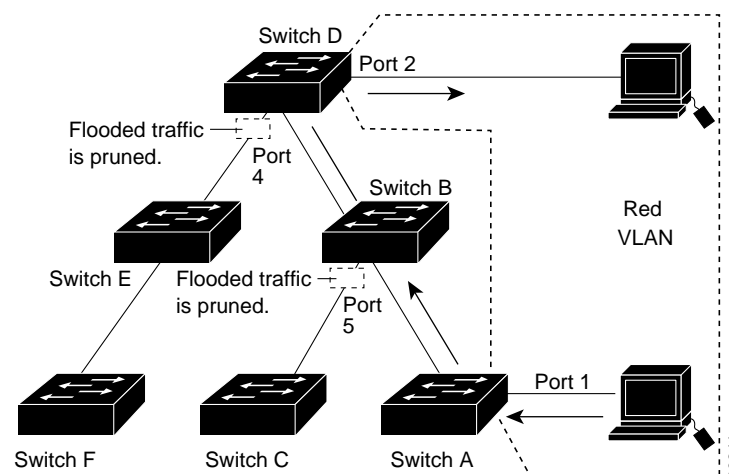 Switch D
Port 2
Flooded traffic
is pruned.
Port
4
Switch B
Red
VLAN
Switch E
Flooded traffic
is pruned.
Port
5
Port 1
Switch F
Switch C
Switch A